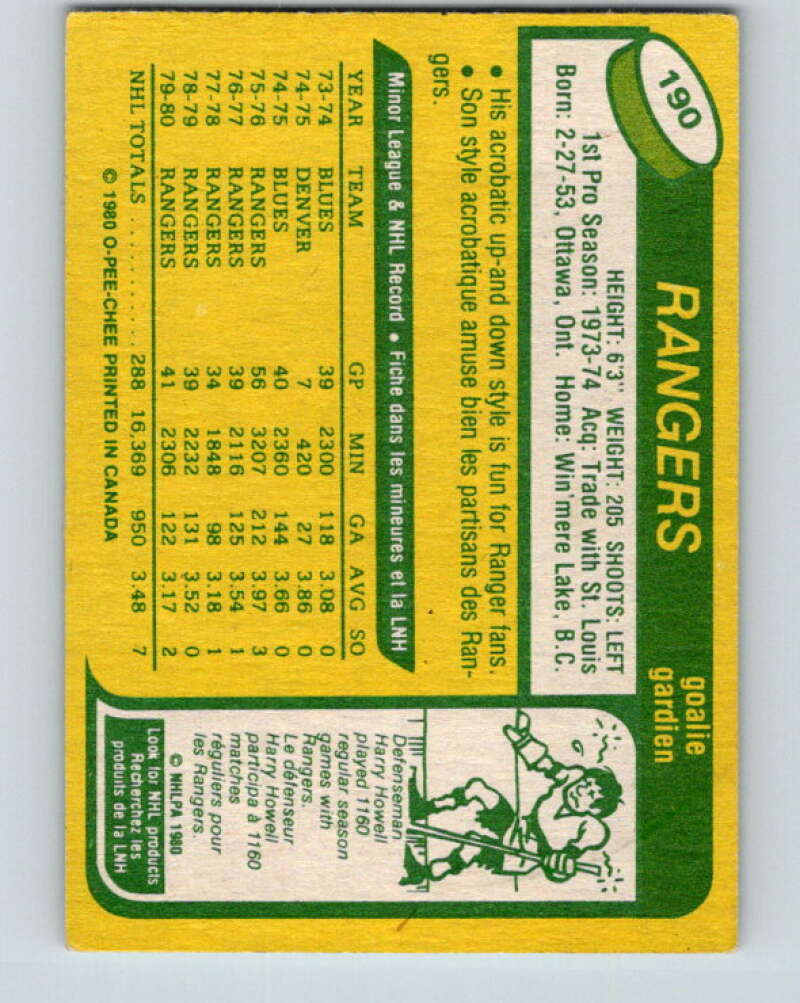 190
RANGERS
goalie
gardien
HEIGHT: 6'3" WEIGHT: 205 SHOOTS: LEFT
1st Pro Season: 1973-74 Acq: Trade with St. Louis
Born: 2-27-53, Ottawa, Ont. Home: Win'mere Lake, B.C.
• His acrobatic up-and down style is fun for Ranger fans.
• Son style acrobatique amuse bien les partisans des Ran-
gers.
Minor League & NHL Record • Fiche dans les mineures et la LNH
YEAR TEAM GP MIN GA AVG SO
73-74 BLUES 39 2300 118 3.08 0
74-75 DENVER 7 420 27 3.86 0
74-75 BLUES 40 2360 144 3.66 0
75-76 RANGERS 56 3207 212 3.97 3
76-77 RANGERS 39 2116 125 3.54 1
77-78 RANGERS 34 1848 98 3.18 1
78-79 RANGERS 39 2232 131 3.52 0
79-80 RANGERS 41 2306 122 3.17 2
NHL TOTALS ........... 288 16,369 950 3.48 7
© 1980 O-PEE-CHEE PRINTED IN CANADA
Defenseman
Harry Howell
played 1160
regular season
games with
Rangers.
Le défenseur
Harry Howell
participa à 1160
matches
réguliers pour
les Rangers.
© NHLPA 1980
Look for NHL products
Recherchez les
produits de la LNH